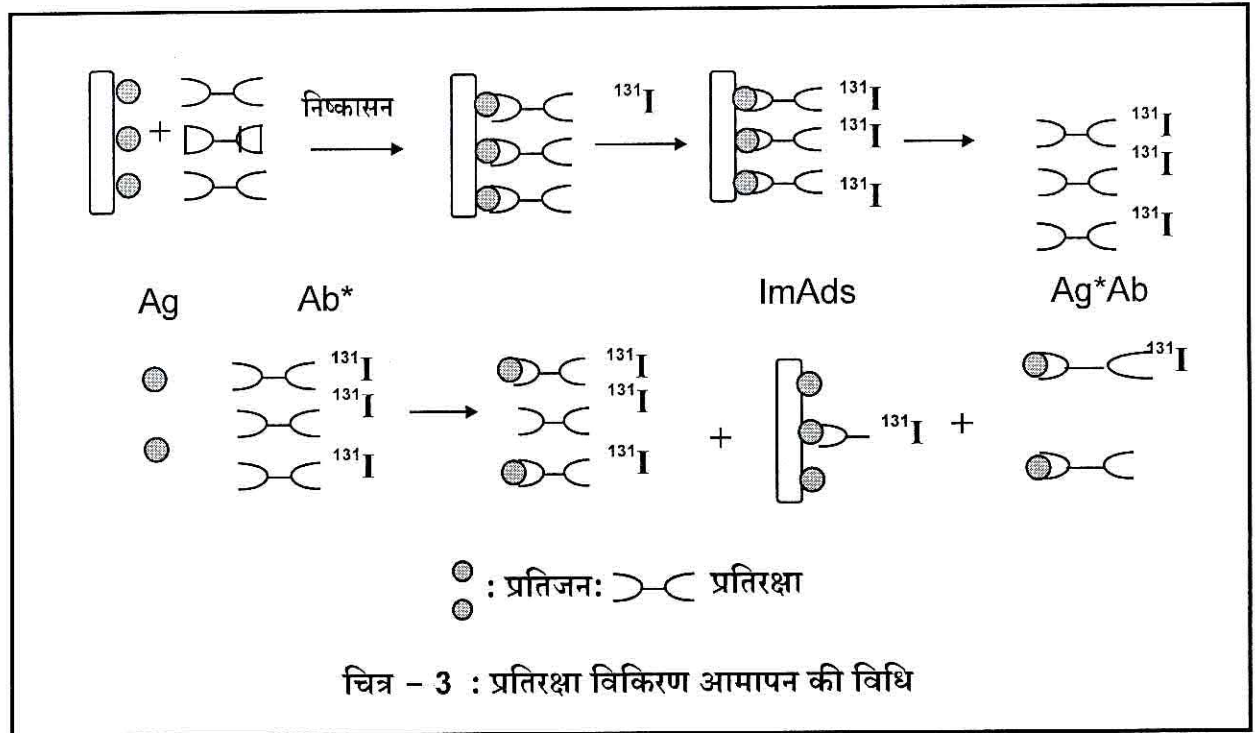 निष्कासन
¹³¹I
¹³¹I
¹³¹I
¹³¹I
¹³¹I
¹³¹I
¹³¹I
Ag Ab* ImAds Ag*Ab
¹³¹I
¹³¹I
¹³¹I
¹³¹I
¹³¹I
¹³¹I
¹³¹I
¹³¹I
: प्रतिजन: प्रतिरक्षा
चित्र - 3 : प्रतिरक्षा विकिरण आमापन की विधि